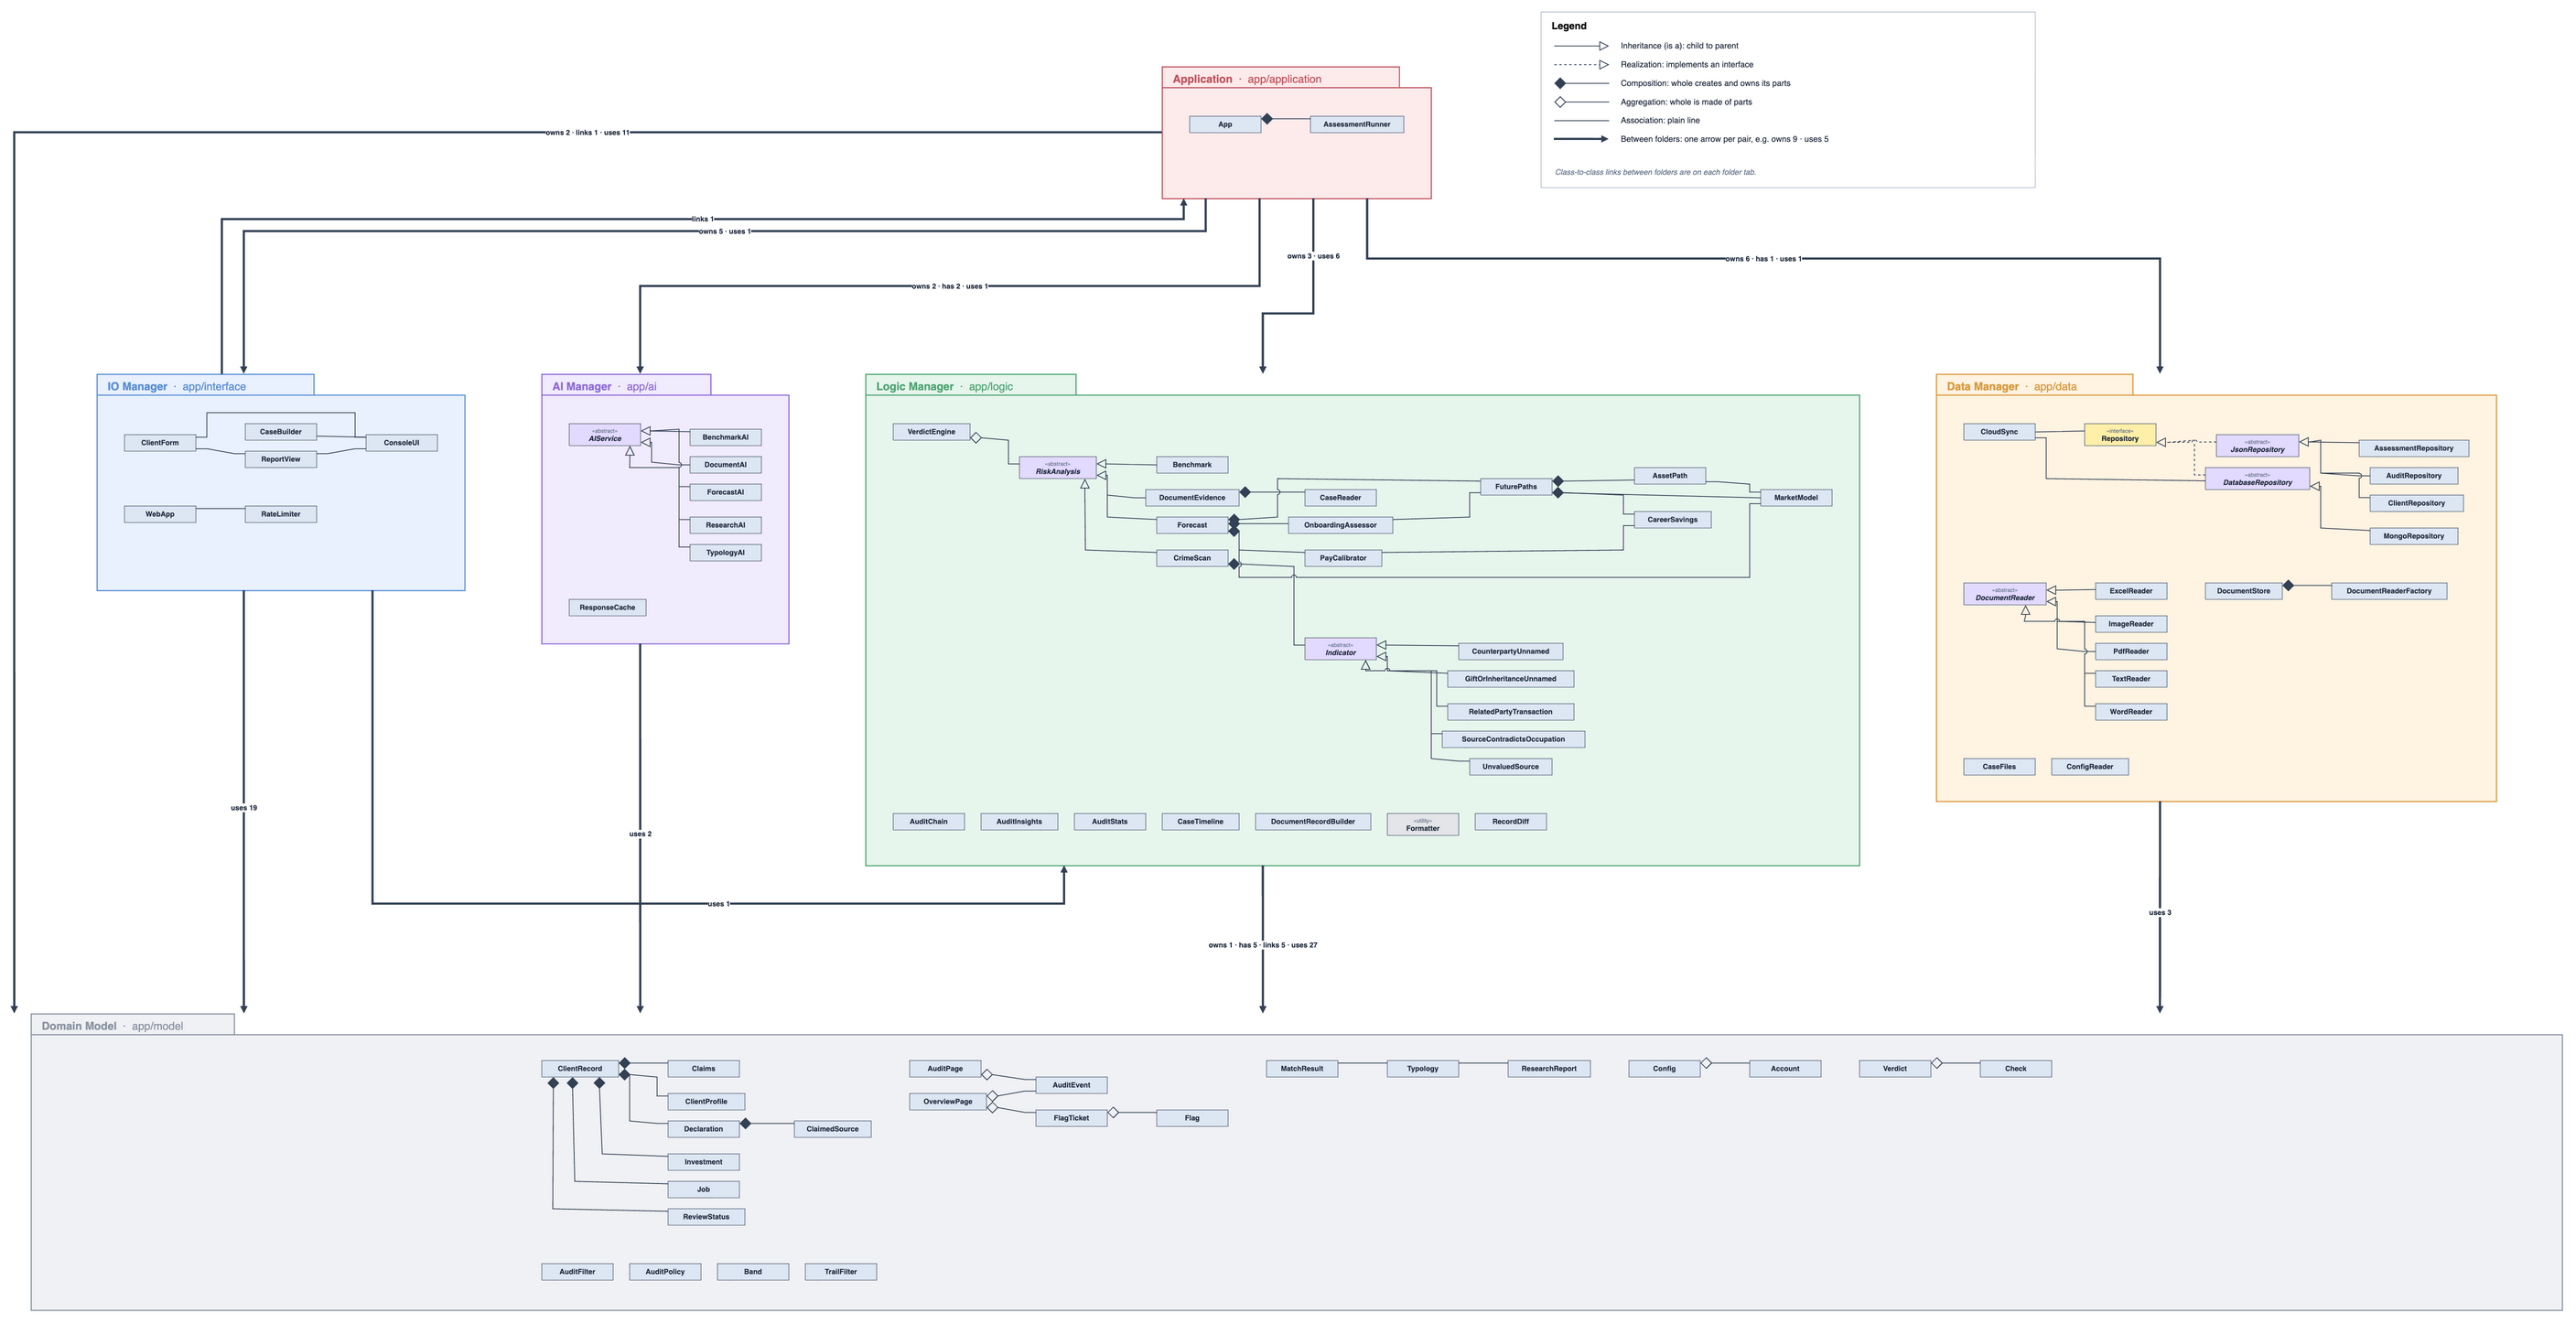 Legend
Inheritance (is a): child to parent
Realization: implements an interface
Composition: whole creates and owns its parts
Aggregation: whole is made of parts
Association: plain line
Between folders: one arrow per pair, e.g. owns 9 · uses 5
Class-to-class links between folders are on each folder tab.
Application · app/application
App
AssessmentRunner
owns 2 · links 1 · uses 11
links 1
owns 5 · uses 1
owns 3 · uses 6
owns 6 · has 1 · uses 1
owns 2 · has 2 · uses 1
IO Manager · app/interface
ClientForm
CaseBuilder
ReportView
ConsoleUI
WebApp
RateLimiter
AI Manager · app/ai
«abstract»
AIService
BenchmarkAI
DocumentAI
ForecastAI
ResearchAI
TypologyAI
ResponseCache
Logic Manager · app/logic
VerdictEngine
«abstract»
RiskAnalysis
Benchmark
DocumentEvidence
CaseReader
Forecast
OnboardingAssessor
CrimeScan
PayCalibrator
FuturePaths
AssetPath
MarketModel
CareerSavings
«abstract»
Indicator
CounterpartyUnnamed
GiftOrInheritanceUnnamed
RelatedPartyTransaction
SourceContradictsOccupation
UnvaluedSource
AuditChain
AuditInsights
AuditStats
CaseTimeline
DocumentRecordBuilder
«utility»
Formatter
RecordDiff
Data Manager · app/data
CloudSync
«interface»
Repository
«abstract»
JsonRepository
«abstract»
DatabaseRepository
AssessmentRepository
AuditRepository
ClientRepository
MongoRepository
«abstract»
DocumentReader
ExcelReader
ImageReader
PdfReader
TextReader
WordReader
DocumentStore
DocumentReaderFactory
CaseFiles
ConfigReader
uses 19
uses 2
uses 1
owns 1 · has 5 · links 5 · uses 27
uses 3
Domain Model · app/model
ClientRecord
Claims
ClientProfile
Declaration
ClaimedSource
Investment
Job
ReviewStatus
AuditPage
OverviewPage
AuditEvent
FlagTicket
Flag
MatchResult
Typology
ResearchReport
Config
Account
Verdict
Check
AuditFilter
AuditPolicy
Band
TrailFilter